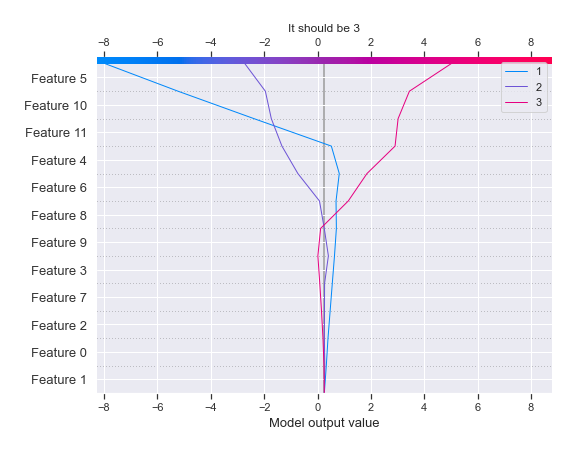 It should be 3
−8 −6 −4 −2 0 2 4 6 8
1
2
3
Feature 5
Feature 10
Feature 11
Feature 4
Feature 6
Feature 8
Feature 9
Feature 3
Feature 7
Feature 2
Feature 0
Feature 1
−8 −6 −4 −2 0 2 4 6 8
Model output value